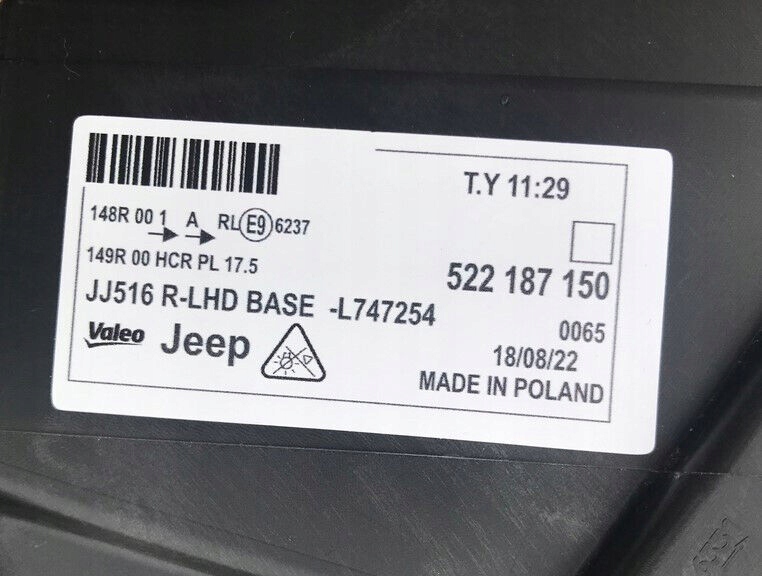 T.Y 11:29
148R 00 1 A RL E9 6237
149R 00 HCR PL 17.5
522 187 150
JJ516 R-LHD BASE -L747254
0065
Valeo Jeep
18/08/22
MADE IN POLAND